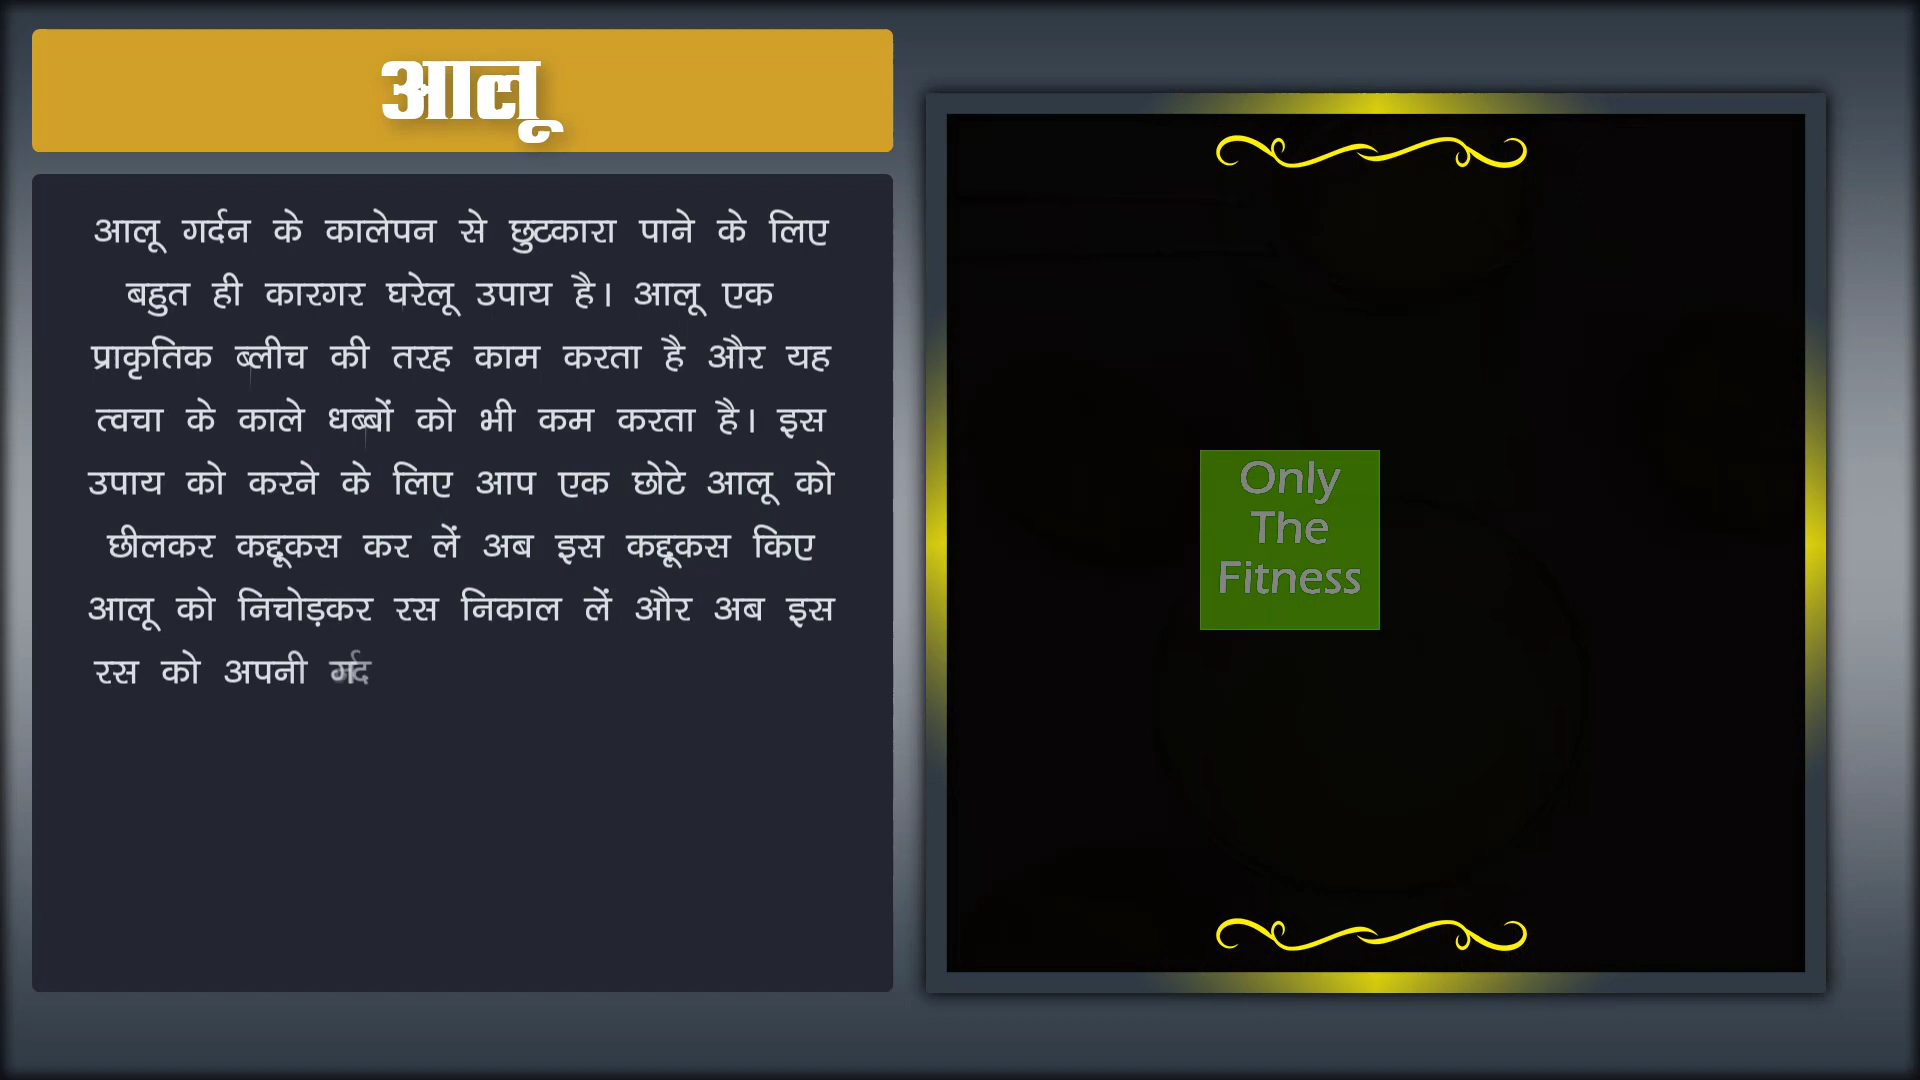 आलू
आलू गर्दन के कालेपन से छुटकारा पाने के लिए
बहुत ही कारगर घरेलू उपाय है। आलू एक
प्राकृतिक ब्लीच की तरह काम करता है और यह
त्वचा के काले धब्बों को भी कम करता है। इस
उपाय को करने के लिए आप एक छोटे आलू को
छीलकर कद्दूकस कर लें अब इस कद्दूकस किए
आलू को निचोड़कर रस निकाल लें और अब इस
रस को अपनी
Only
The
Fitness